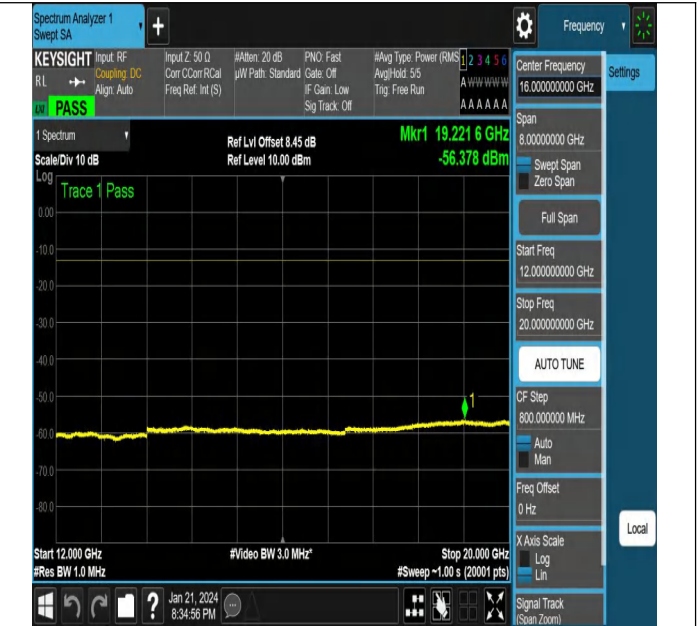 Spectrum Analyzer 1
Swept SA
+
Frequency
KEYSIGHT
RL
Input: RF
Coupling: DC
Align: Auto
Input Z: 50 Ω
Corr CCorr RCal
Freq Ref: Int (S)
#Atten: 20 dB
µW Path: Standard
PNO: Fast
Gate: Off
IF Gain: Low
Sig Track: Off
#Avg Type: Power (RMS
Avg|Hold: 5/5
Trig: Free Run
1 2 3 4 5 6
A W W W W W
A A A A A A
PASS
1 Spectrum
Scale/Div 10 dB
Ref Lvl Offset 8.45 dB
Ref Level 10.00 dBm
Mkr1 19.221 6 GHz
-56.378 dBm
Log
Trace 1 Pass
0.00
-10.0
-20.0
-30.0
-40.0
-50.0
-60.0
-70.0
-80.0
1
Start 12.000 GHz
#Res BW 1.0 MHz
#Video BW 3.0 MHz*
Stop 20.000 GHz
#Sweep ~1.00 s (20001 pts)
?
Jan 21, 2024
8:34:56 PM
Center Frequency
16.000000000 GHz
Settings
Span
8.00000000 GHz
Swept Span
Zero Span
Full Span
Start Freq
12.000000000 GHz
Stop Freq
20.000000000 GHz
AUTO TUNE
CF Step
800.000000 MHz
Auto
Man
Freq Offset
0 Hz
X Axis Scale
Log
Lin
Local
Signal Track
(Span Zoom)